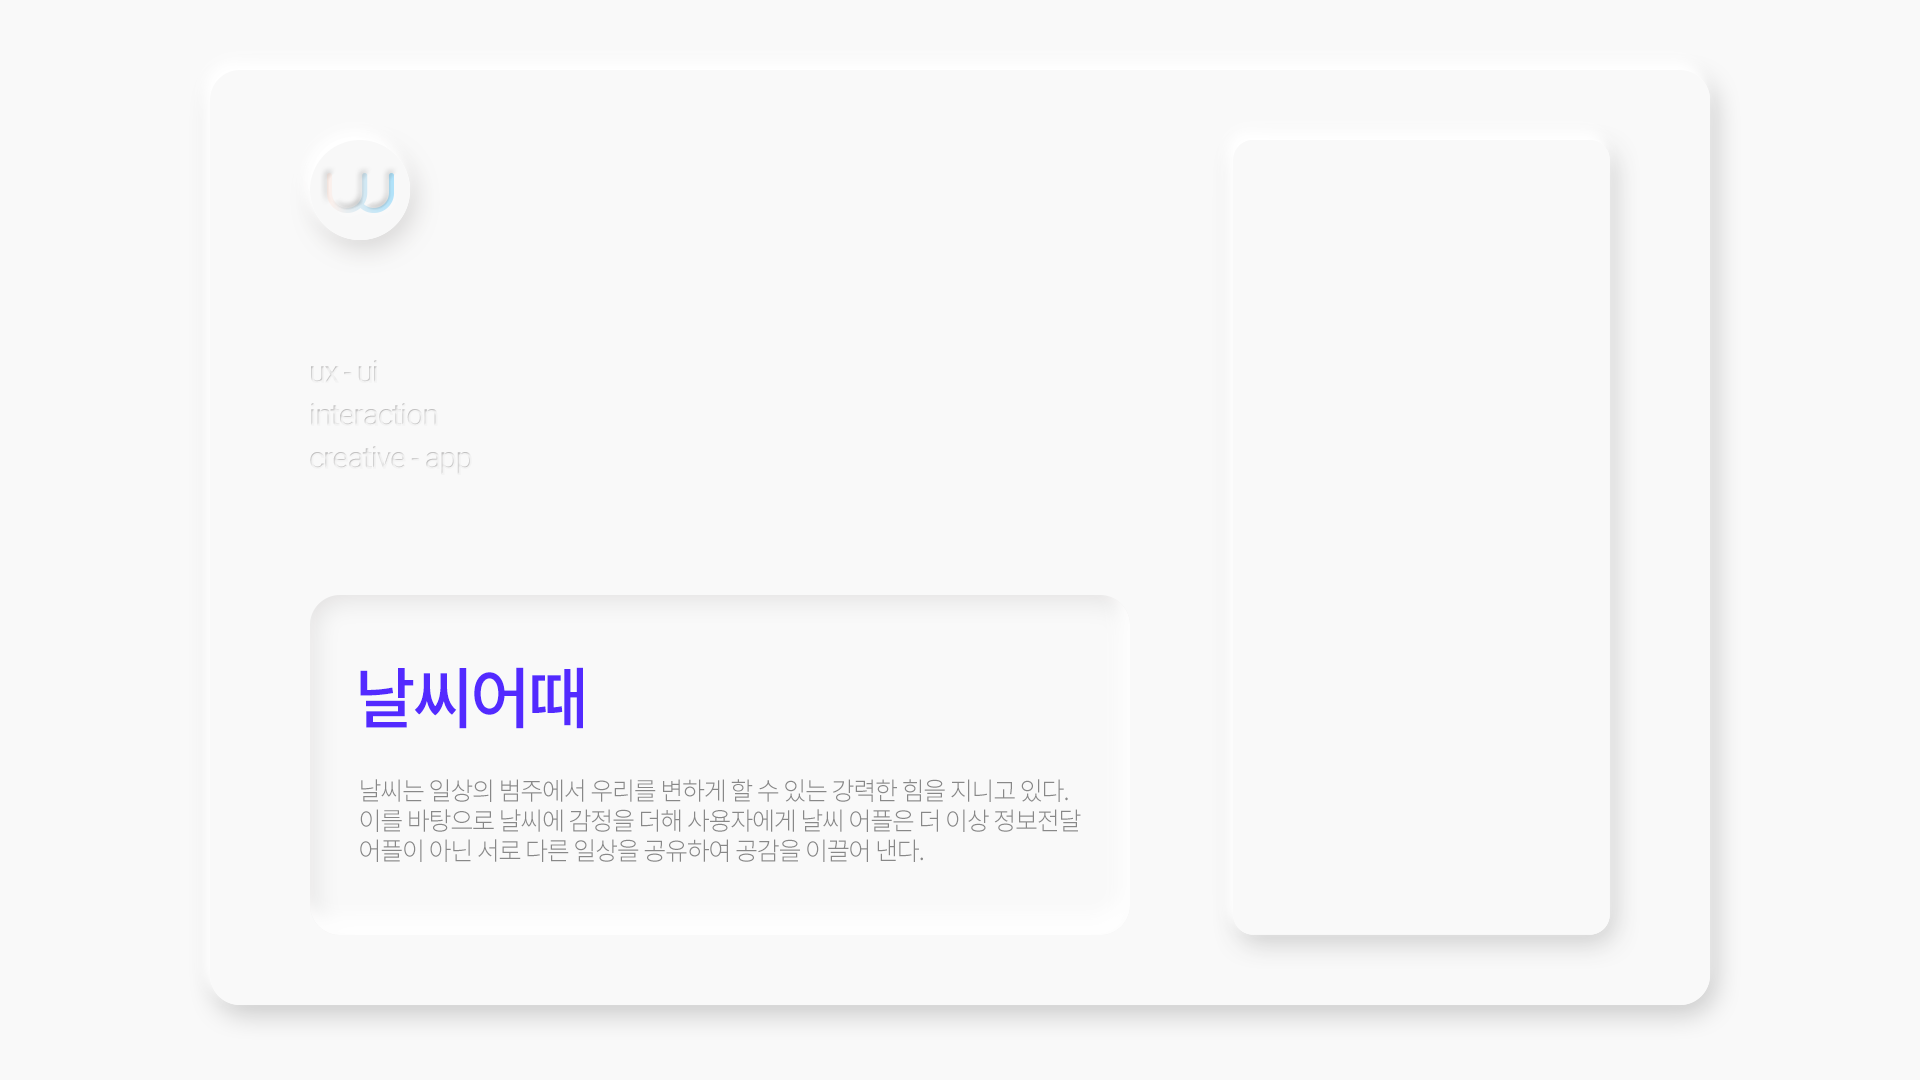 w
ux - ui
interaction
creative - app
날씨어때
날씨는 일상의 범주에서 우리를 변하게 할 수 있는 강력한 힘을 지니고 있다.
이를 바탕으로 날씨에 감정을 더해 사용자에게 날씨 어플은 더 이상 정보전달
어플이 아닌 서로 다른 일상을 공유하여 공감을 이끌어 낸다.